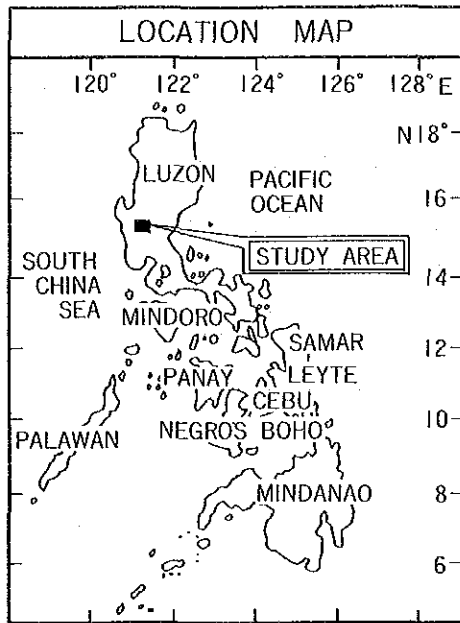 LOCATION MAP
120° 122° 124° 126° 128° E
N18°
LUZON
PACIFIC
OCEAN
16
STUDY AREA
SOUTH
CHINA
SEA
14
MINDORO
SAMAR
12
LEYTE
PANAY
CEBU
10
NEGROS BOHO
PALAWAN
MINDANAO
8
6